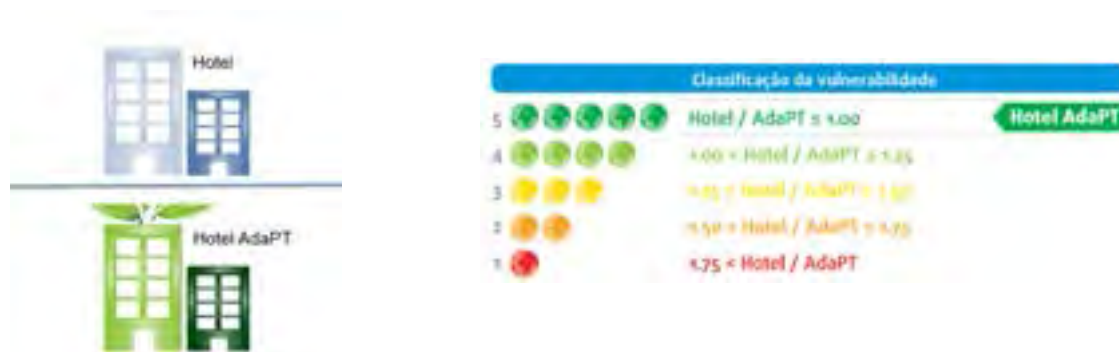 Hotel
Hotel AdaPT
Classificação da vulnerabilidade
5 Hotel / AdaPT ≤ 1.00
Hotel AdaPT
4 1.00 < Hotel / AdaPT ≤ 1.25
3 1.25 < Hotel / AdaPT ≤ 1.50
2 1.50 < Hotel / AdaPT ≤ 1.75
1 1.75 < Hotel / AdaPT